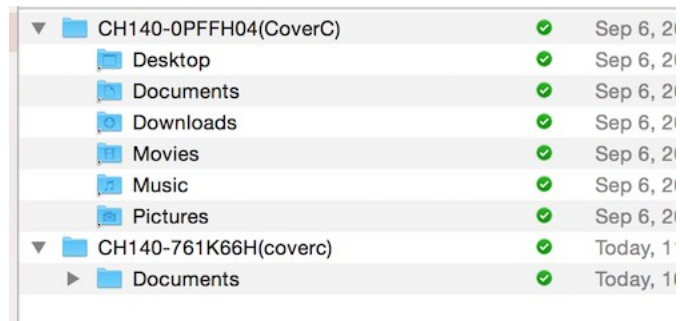 CH140-0PFFH04(CoverC) Sep 6, 20
Desktop Sep 6, 20
Documents Sep 6, 20
Downloads Sep 6, 20
Movies Sep 6, 20
Music Sep 6, 20
Pictures Sep 6, 20
CH140-761K66H(coverc) Today, 1
Documents Today, 10